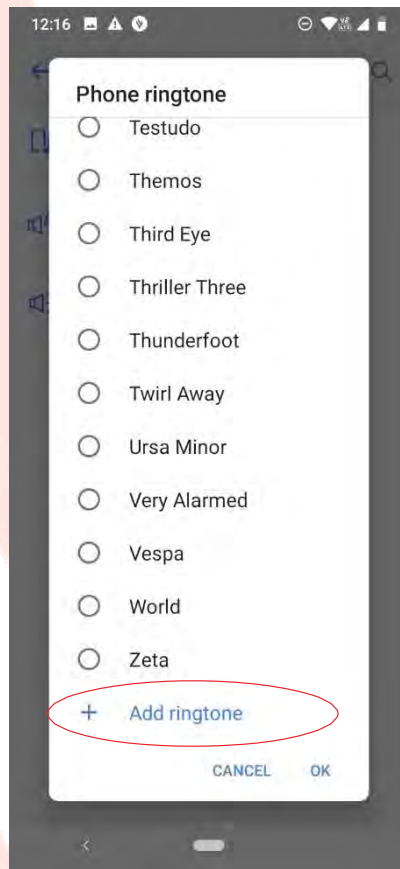 12:16
Phone ringtone
Testudo
Themos
Third Eye
Thriller Three
Thunderfoot
Twirl Away
Ursa Minor
Very Alarmed
Vespa
World
Zeta
+ Add ringtone
CANCEL OK